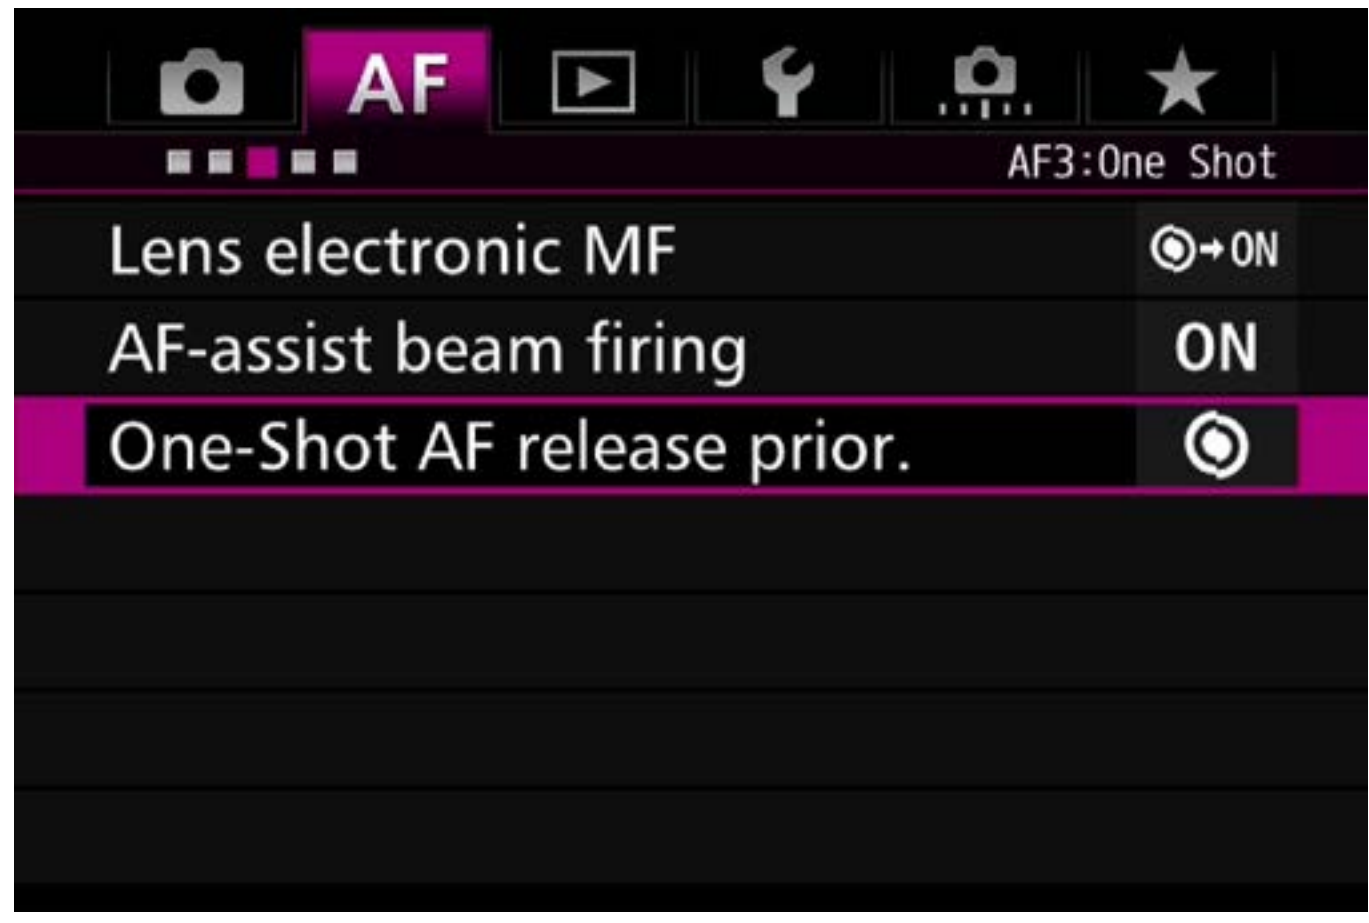 AF
AF3:One Shot
Lens electronic MF
→ON
AF-assist beam firing
ON
One-Shot AF release prior.